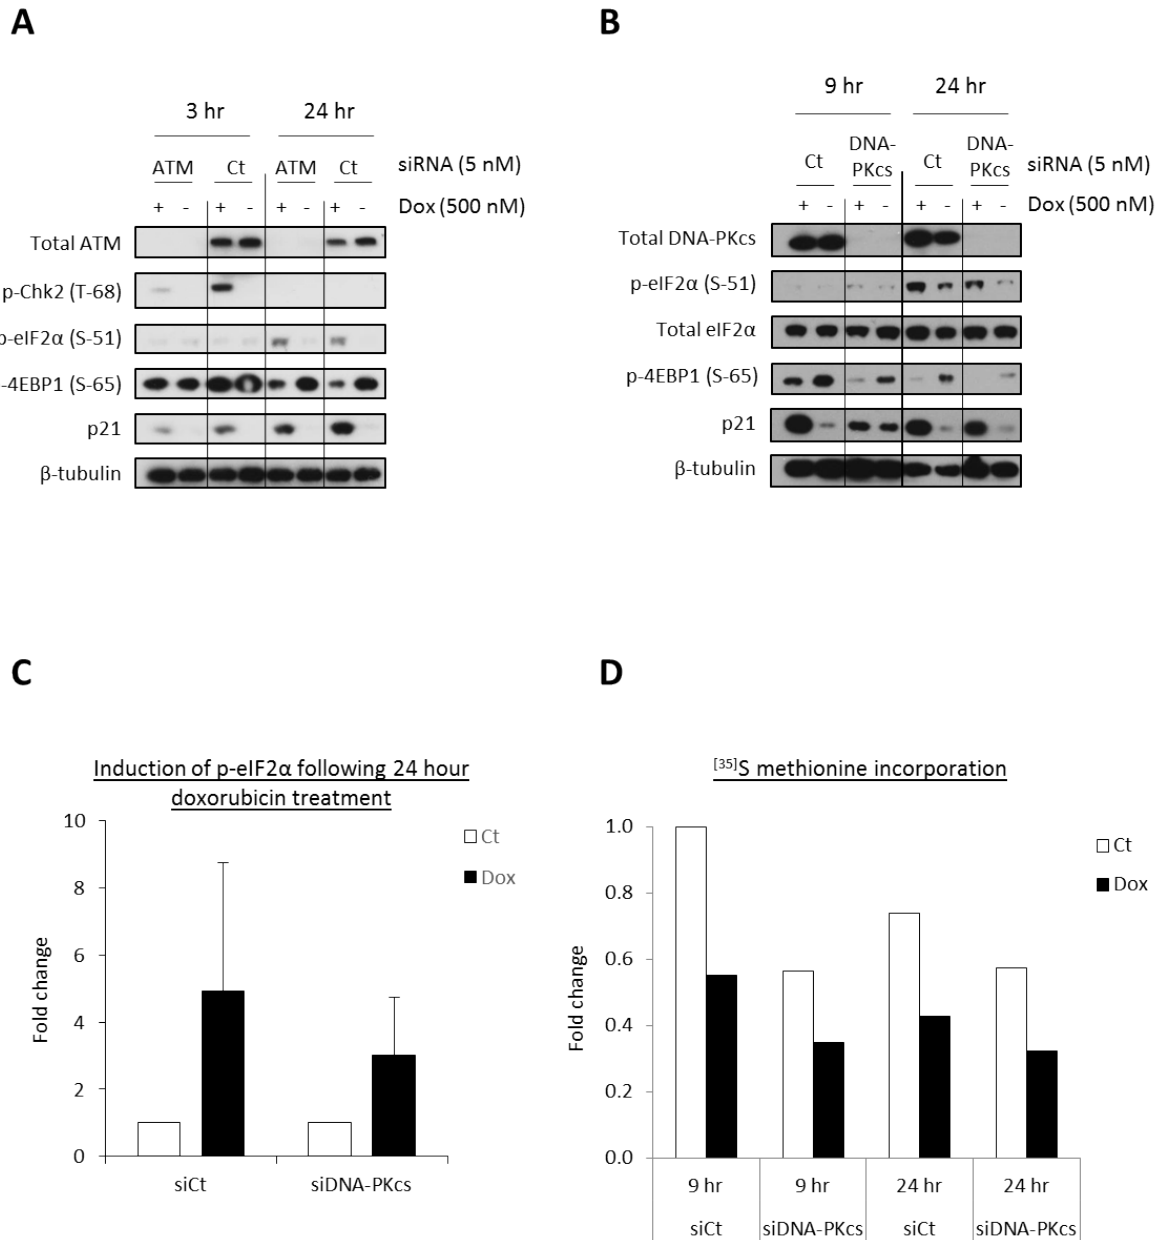 A
3 hr 24 hr
ATM Ct ATM Ct siRNA (5 nM)
+ - + - + - + - Dox (500 nM)
Total ATM
p-Chk2 (T-68)
p-eIF2α (S-51)
-4EBP1 (S-65)
p21
β-tubulin
B
9 hr 24 hr
Ct DNA-PKcs Ct DNA-PKcs siRNA (5 nM)
+ - + - + - + - Dox (500 nM)
Total DNA-PKcs
p-eIF2α (S-51)
Total eIF2α
p-4EBP1 (S-65)
p21
β-tubulin
C
Induction of p-eIF2α following 24 hour
doxorubicin treatment
Fold change
10
8
6
4
2
0
Ct
Dox
siCt siDNA-PKcs
D
[35]S methionine incorporation
Fold change
1.0
0.8
0.6
0.4
0.2
0.0
Ct
Dox
9 hr 9 hr 24 hr 24 hr
siCt siDNA-PKcs siCt siDNA-PKcs